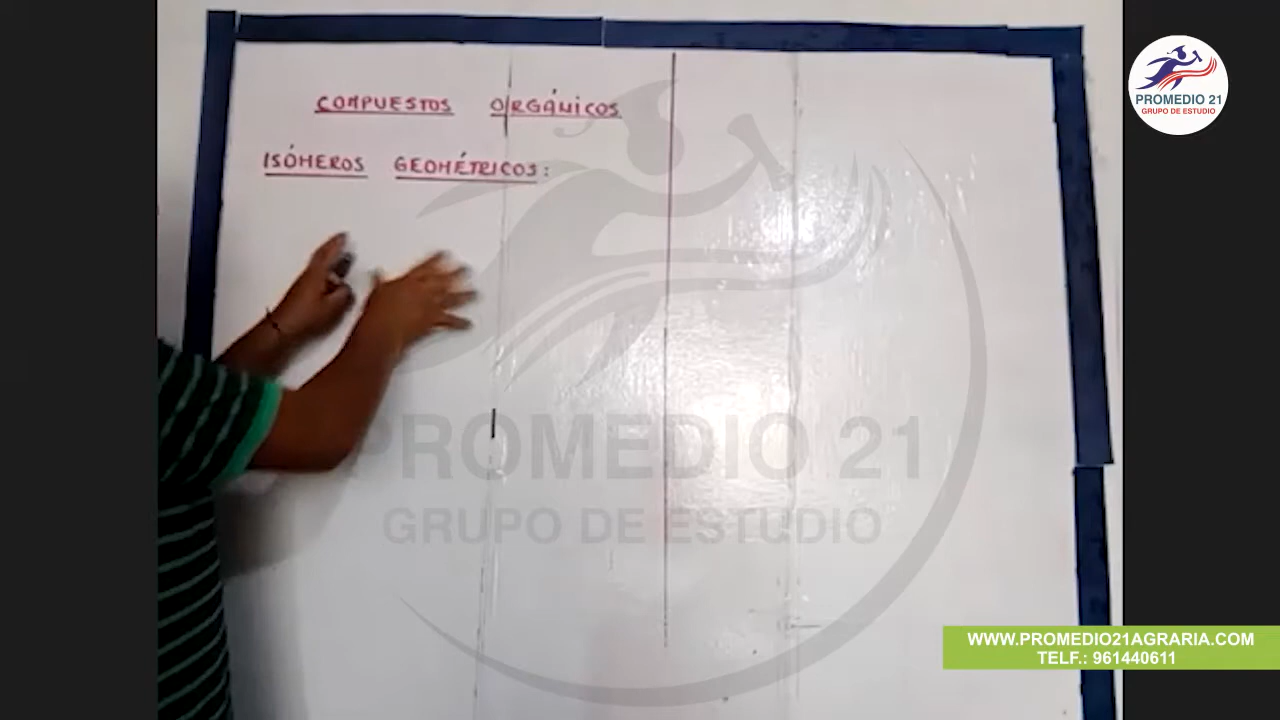 COMPUESTOS ORGÁNICOS
ISÓMEROS GEOMÉTRICOS:
PROMEDIO 21
GRUPO DE ESTUDIO
PROMEDIO 21
GRUPO DE ESTUDIO
WWW.PROMEDIO21AGRARIA.COM
TELF.: 961440611